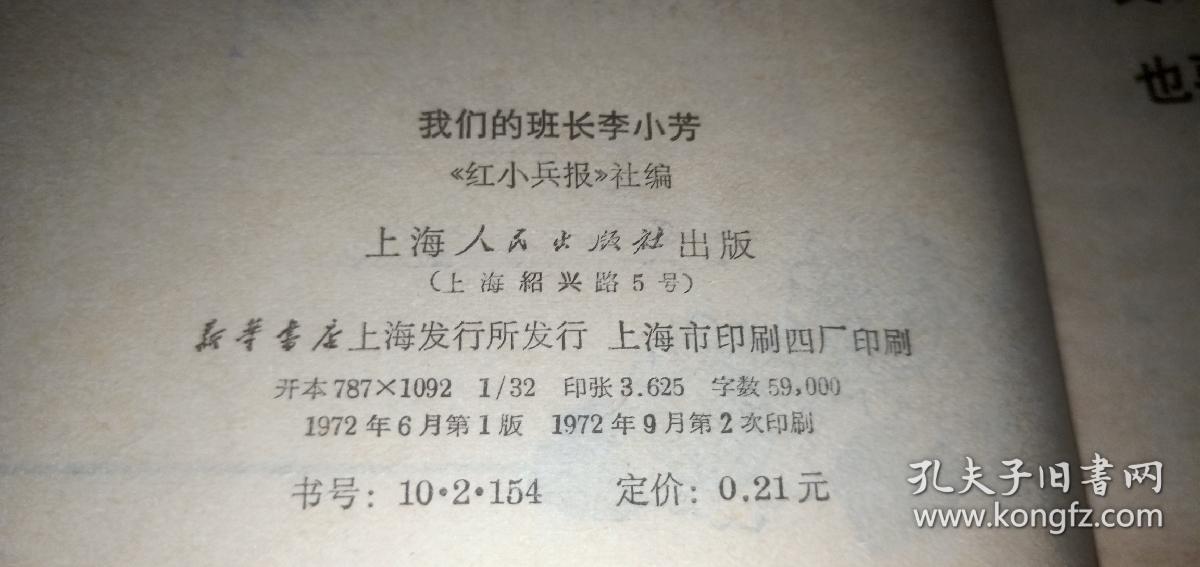 我们的班长李小芳
《红小兵报》社编
上海人民出版社出版
(上海紹兴路5号)
新华书店上海发行所发行 上海市印刷四厂印刷
开本787×1092 1/32 印张3.625 字数59,000
1972年6月第1版 1972年9月第2次印刷
书号：10·2·154 定价：0.21元
也
孔夫子旧书网
www.kongfz.com